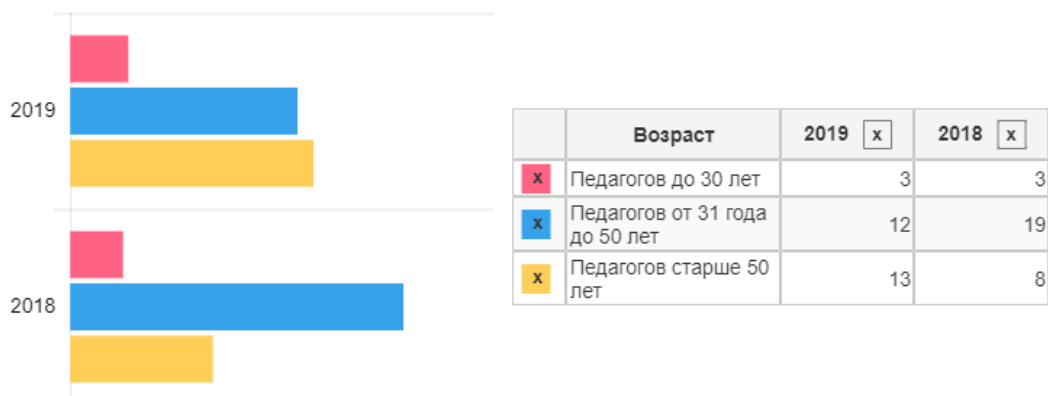 2019
2018
Возраст 2019 x 2018 x
x Педагогов до 30 лет 3 3
x Педагогов от 31 года
до 50 лет 12 19
x Педагогов старше 50
лет 13 8